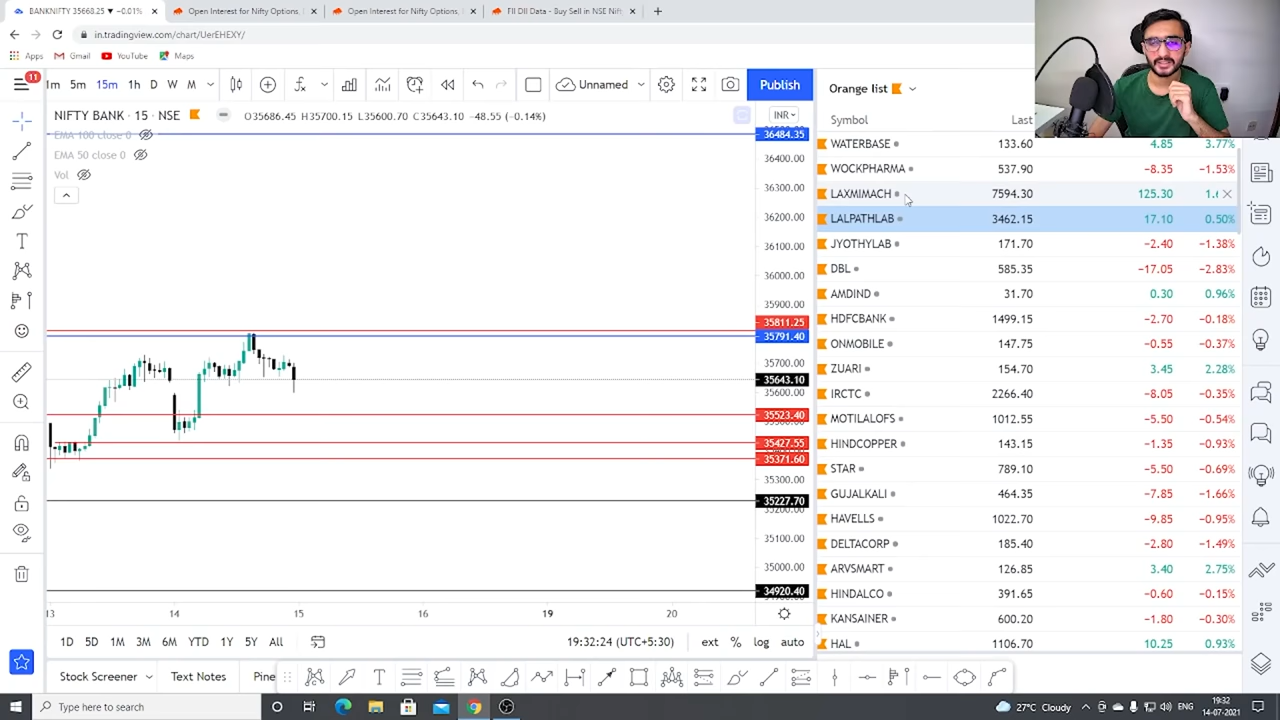 BANKNIFTY 35668.25 ▼ −0.01%
Open Interest for Nifty Options,
Open Interest for Nifty Options,
FII DII Data - Buy Sell in NSE Nifty
in.tradingview.com/chart/UerEHEXY/
Apps Gmail YouTube Maps
11
m 5m 15m 1h D W M
Unnamed
Publish
NIFTY BANK · 15 · NSE
O35686.45 H35700.15 L35600.70 C35643.10 −48.55 (−0.14%)
INR
EMA 100 close 0
EMA 50 close 0
Vol
36484.35
36400.00
36300.00
36200.00
36100.00
36000.00
35900.00
35811.25
35791.40
35700.00
35643.10
35600.00
35523.40
35427.55
35371.60
35300.00
35227.70
35200.00
35100.00
35000.00
34920.40
13 14 15 16 19 20
1D 5D 1M 3M 6M YTD 1Y 5Y All
19:32:24 (UTC+5:30) ext % log auto
Stock Screener Text Notes Pine
Orange list
Symbol Last
WATERBASE 133.60 4.85 3.77%
WOCKPHARMA 537.90 −8.35 −1.53%
LAXMIMACH 7594.30 125.30 1.
LALPATHLAB 3462.15 17.10 0.50%
JYOTHYLAB 171.70 −2.40 −1.38%
DBL 585.35 −17.05 −2.83%
AMDIND 31.70 0.30 0.96%
HDFCBANK 1499.15 −2.70 −0.18%
ONMOBILE 147.75 −0.55 −0.37%
ZUARI 154.70 3.45 2.28%
IRCTC 2266.40 −8.05 −0.35%
MOTILALOFS 1012.55 −5.50 −0.54%
HINDCOPPER 143.15 −1.35 −0.93%
STAR 789.10 −5.50 −0.69%
GUJALKALI 464.35 −7.85 −1.66%
HAVELLS 1022.70 −9.85 −0.95%
DELTACORP 185.40 −2.80 −1.49%
ARVSMART 126.85 3.40 2.75%
HINDALCO 391.65 −0.60 −0.15%
KANSAINER 600.20 −1.80 −0.30%
HAL 1106.70 10.25 0.93%
Type here to search
27°C Cloudy
ENG
19:32
14-07-2021